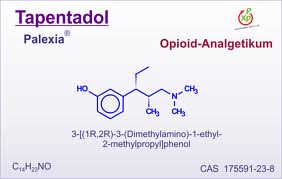 Tapentadol
Palexia®
XPXP
Opioid-Analgetikum
HO
CH₃
N
CH₃
CH₃
3-[(1R,2R)-3-(Dimethylamino)-1-ethyl-
2-methylpropyl]phenol
C₁₄H₂₃NO
CAS 175591-23-8